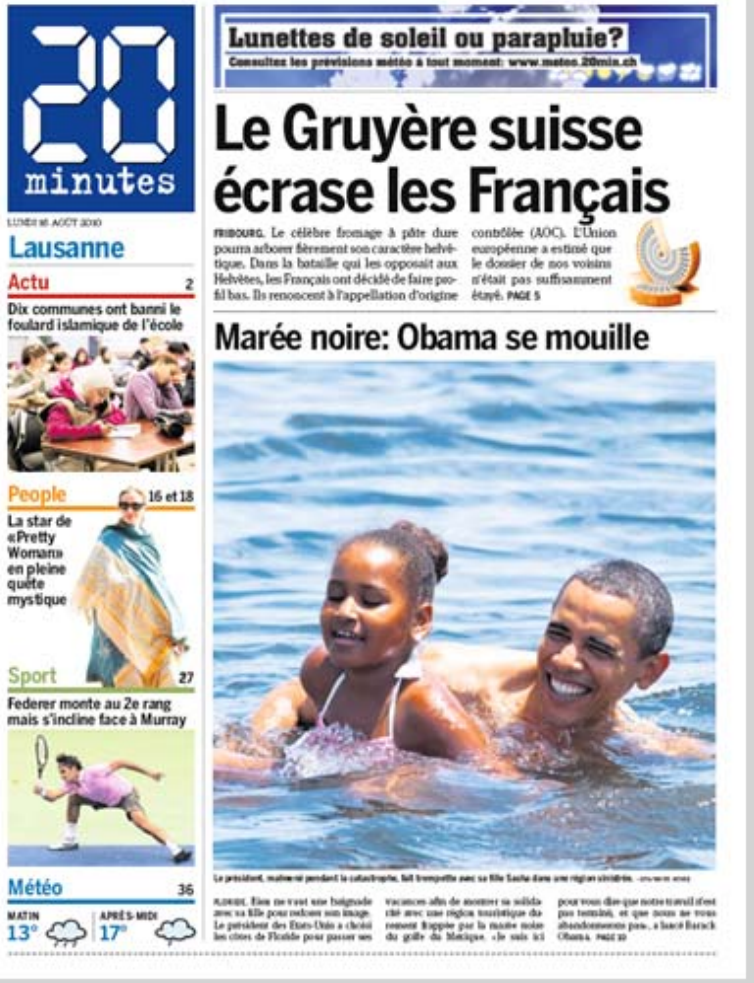 20
minutes
LUNDI 16 AOÛT 2010
Lausanne
Actu 2
Dix communes ont banni le
foulard islamique de l'école
People 16 et 18
La star de
«Pretty
Woman»
en pleine
quête
mystique
Sport 27
Federer monte au 2e rang
mais s'incline face à Murray
Météo 36
MATIN
13°
APRÈS-MIDI
17°
Lunettes de soleil ou parapluie?
Consultez les prévisions météo à tout moment: www.meteo.20min.ch
Le Gruyère suisse
écrase les Français
FRIBOURG. Le célèbre fromage à pâte dure
pourra arborer fièrement son caractère helvé-
tique. Dans la bataille qui les opposait aux
Helvètes, les Français ont décidé de faire pro-
fil bas. Ils renoncent à l'appellation d'origine
contrôlée (AOC). L'Union
européenne a estimé que
le dossier de nos voisins
n'était pas suffisamment
étayé. PAGE 5
Marée noire: Obama se mouille
Le président, malmené pendant la catastrophe, fait trempette avec sa fille Sasha dans une région sinistrée.
FLORIDE. Rien ne vaut une baignade
avec sa fille pour redorer son image.
Le président des Etats-Unis a choisi
les côtes de Floride pour passer ses
vacances afin de montrer sa solida-
rité avec une région touristique du-
rement frappée par la marée noire
du golfe du Mexique. «Je suis ici
pour vous dire que notre travail n'est
pas terminé, et que nous ne vous
abandonnerons pas», a lancé Barack
Obama. PAGE